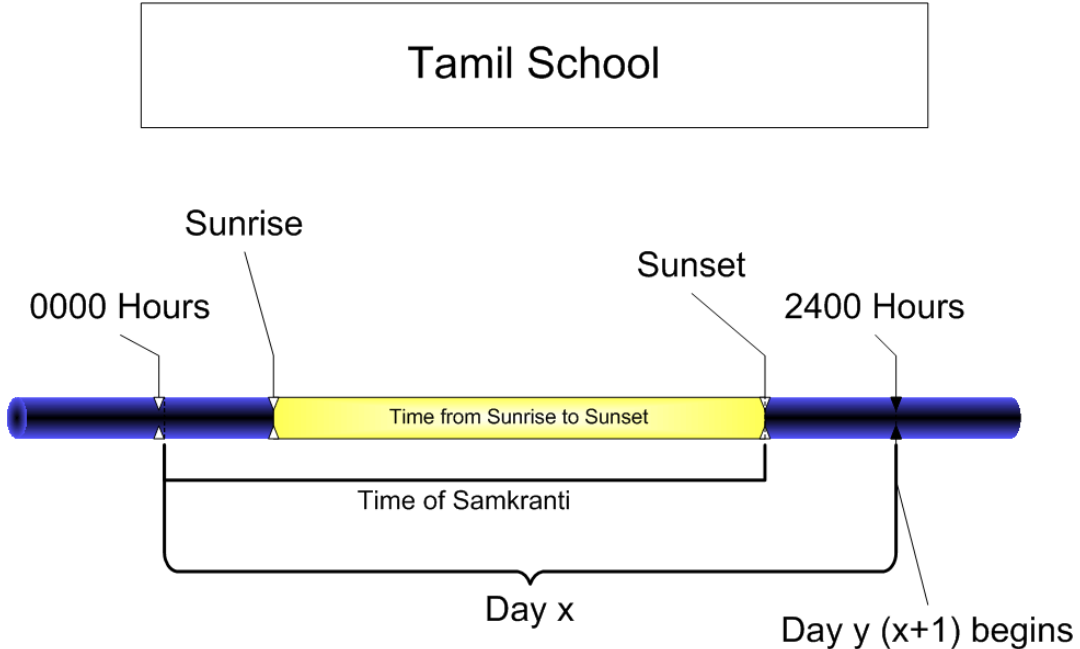 Tamil School
Sunrise
Sunset
0000 Hours
2400 Hours
Time from Sunrise to Sunset
Time of Samkranti
Day x
Day y (x+1) begins